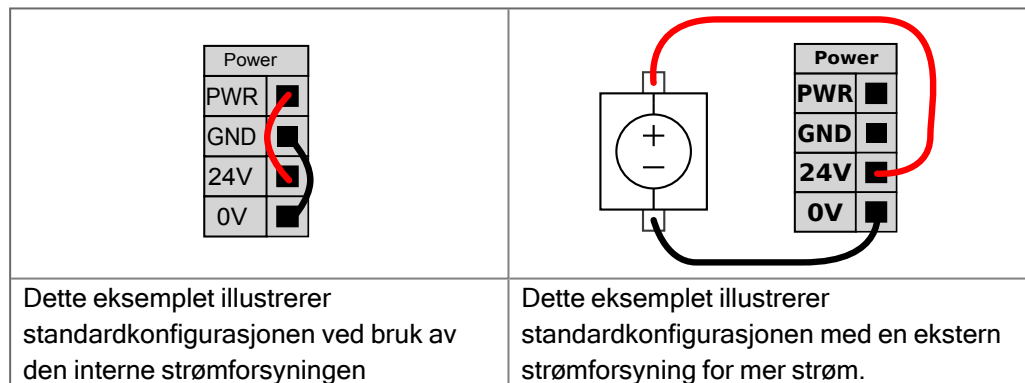 Power
PWR
GND
24V
0V
Power
PWR
GND
24V
0V
Dette eksemplet illustrerer
standardkonfigurasjonen ved bruk av
den interne strømforsyningen
Dette eksemplet illustrerer
standardkonfigurasjonen med en ekstern
strømforsyning for mer strøm.